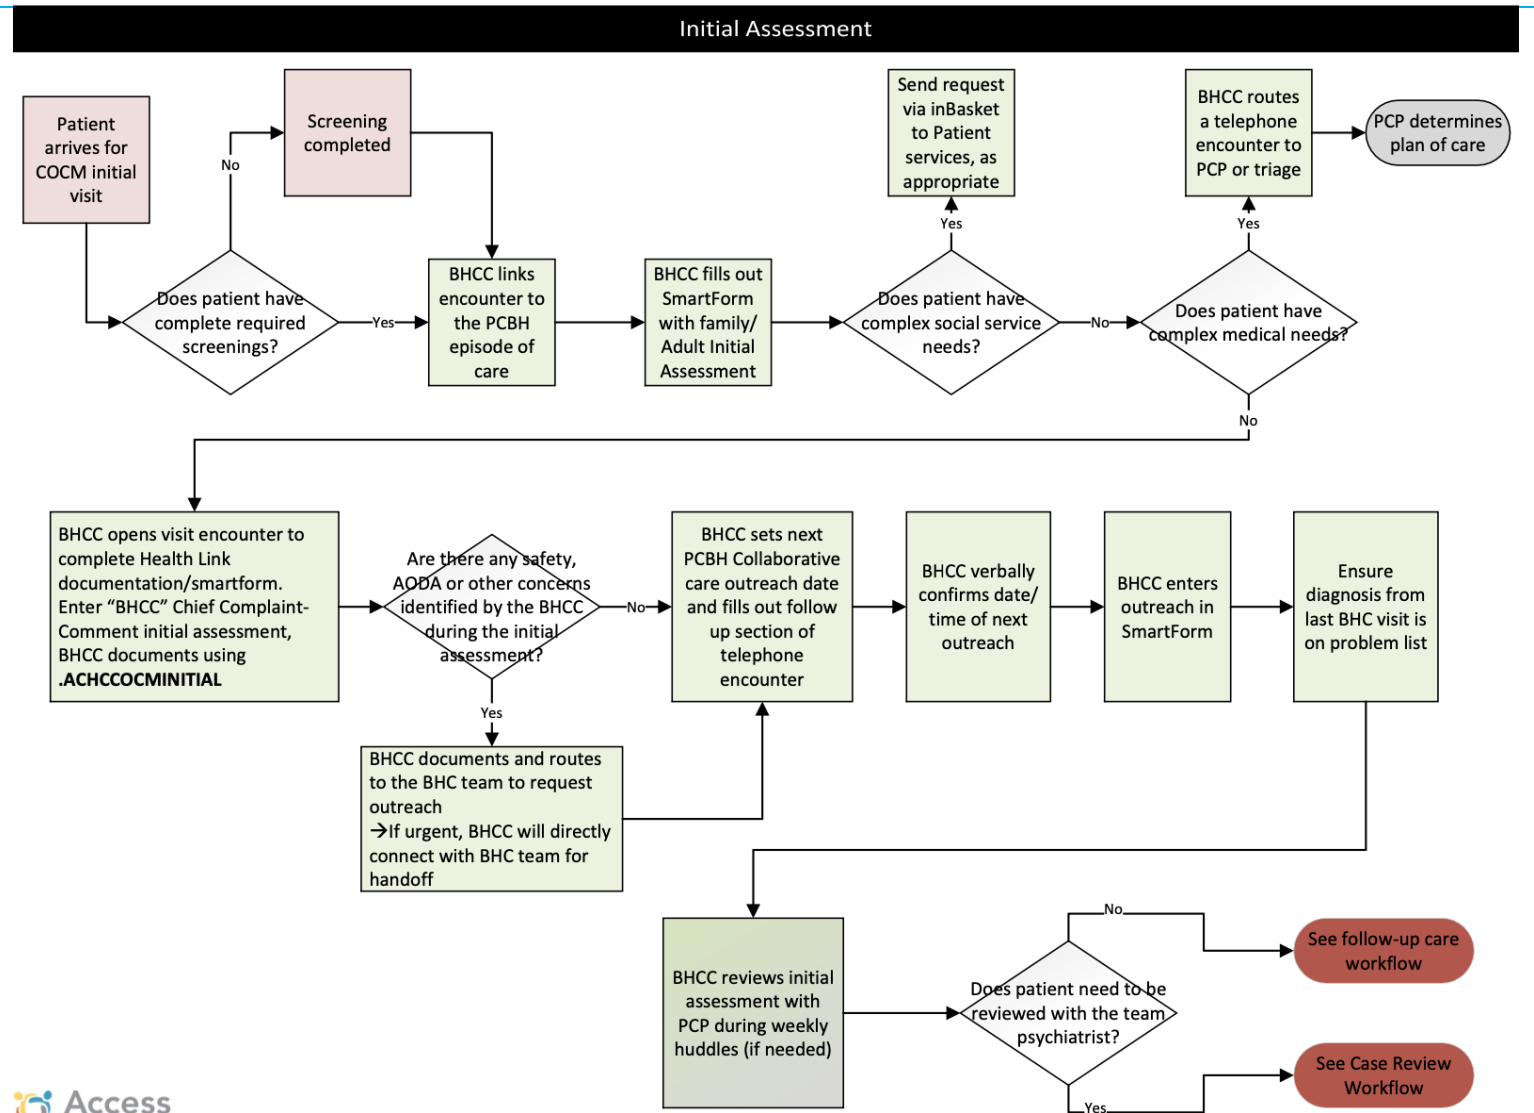 Initial Assessment
Patient
arrives for
COCM initial
visit
No
Screening
completed
Does patient have
complete required
screenings?
Yes
BHCC links
encounter to
the PCBH
episode of
care
BHCC fills out
SmartForm
with family/
Adult Initial
Assessment
Send request
via inBasket
to Patient
services, as
appropriate
Yes
Does patient have
complex social service
needs?
No
BHCC routes
a telephone
encounter to
PCP or triage
PCP determines
plan of care
Yes
Does patient have
complex medical needs?
No
BHCC opens visit encounter to
complete Health Link
documentation/smartform.
Enter “BHCC” Chief Complaint-
Comment initial assessment,
BHCC documents using
.ACHCCOCMINITIAL
Are there any safety,
AODA or other concerns
identified by the BHCC
during the initial
assessment?
No
Yes
BHCC documents and routes
to the BHC team to request
outreach
→If urgent, BHCC will directly
connect with BHC team for
handoff
BHCC sets next
PCBH Collaborative
care outreach date
and fills out follow
up section of
telephone
encounter
BHCC verbally
confirms date/
time of next
outreach
BHCC enters
outreach in
SmartForm
Ensure
diagnosis from
last BHC visit is
on problem list
BHCC reviews initial
assessment with
PCP during weekly
huddles (if needed)
Does patient need to be
reviewed with the team
psychiatrist?
No
See follow-up care
workflow
Yes
See Case Review
Workflow
Access